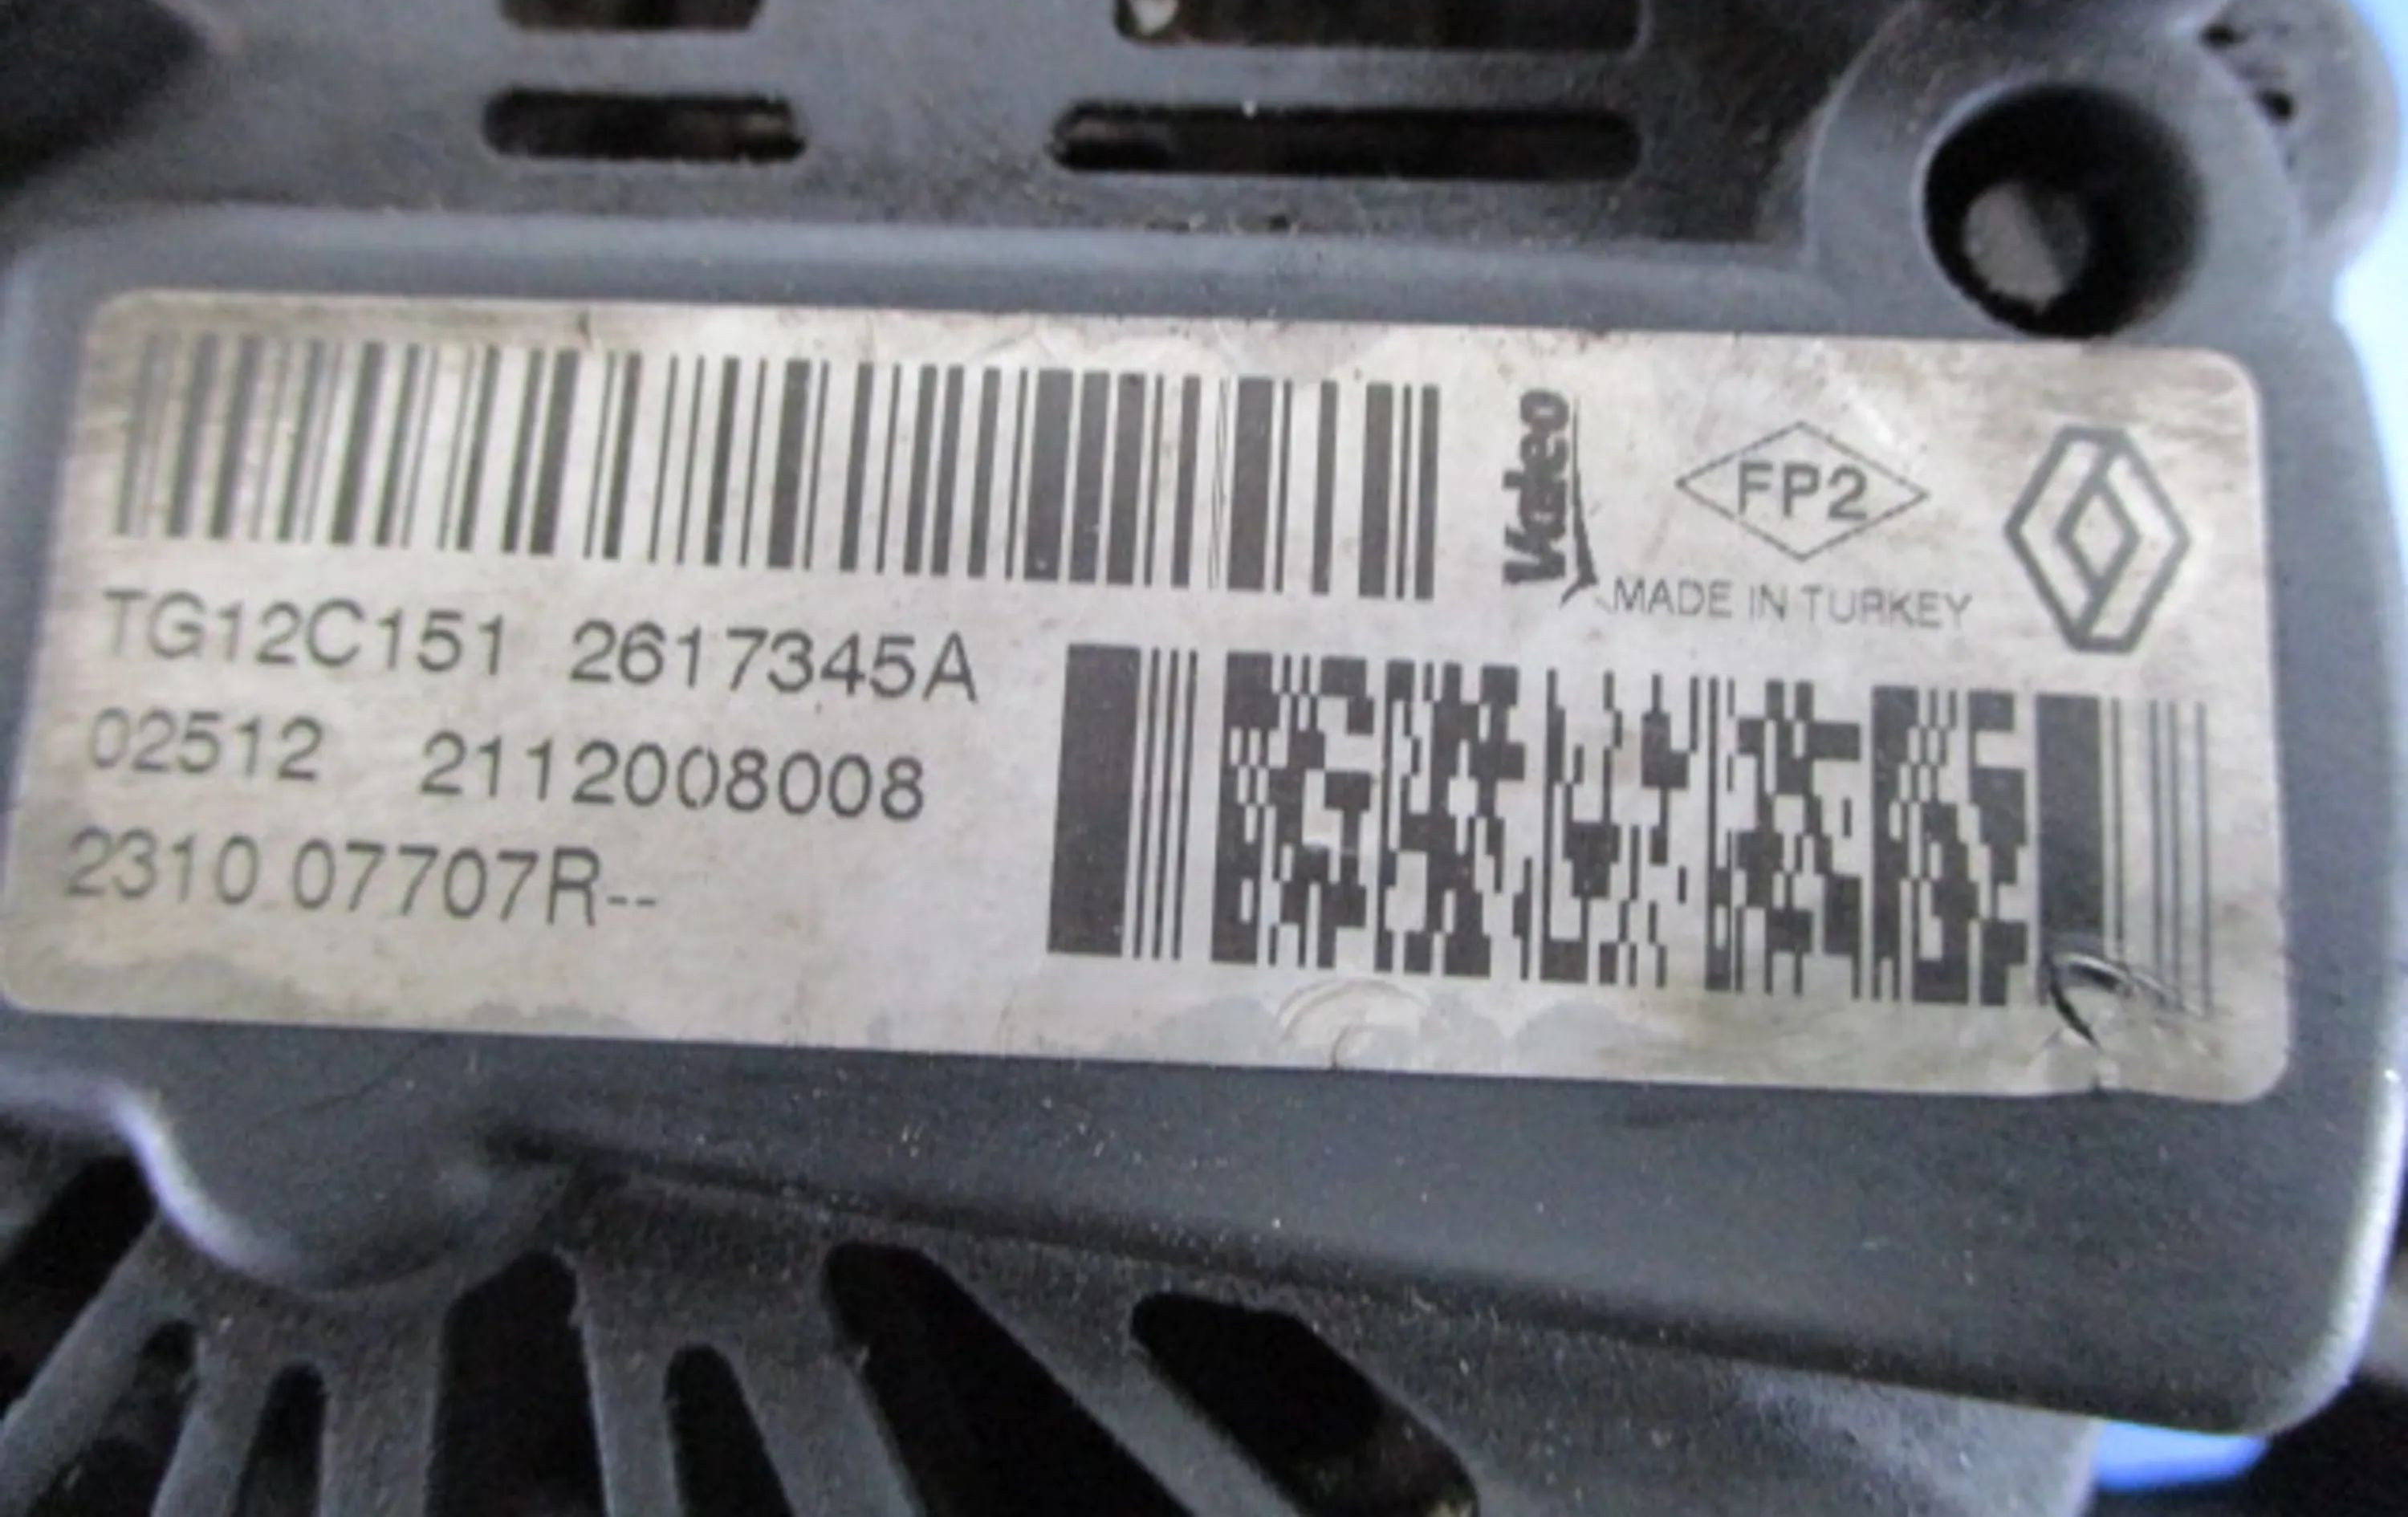 Valeo
FP2
MADE IN TURKEY
TG12C151 2617345A
02512 2112008008
2310 07707R--